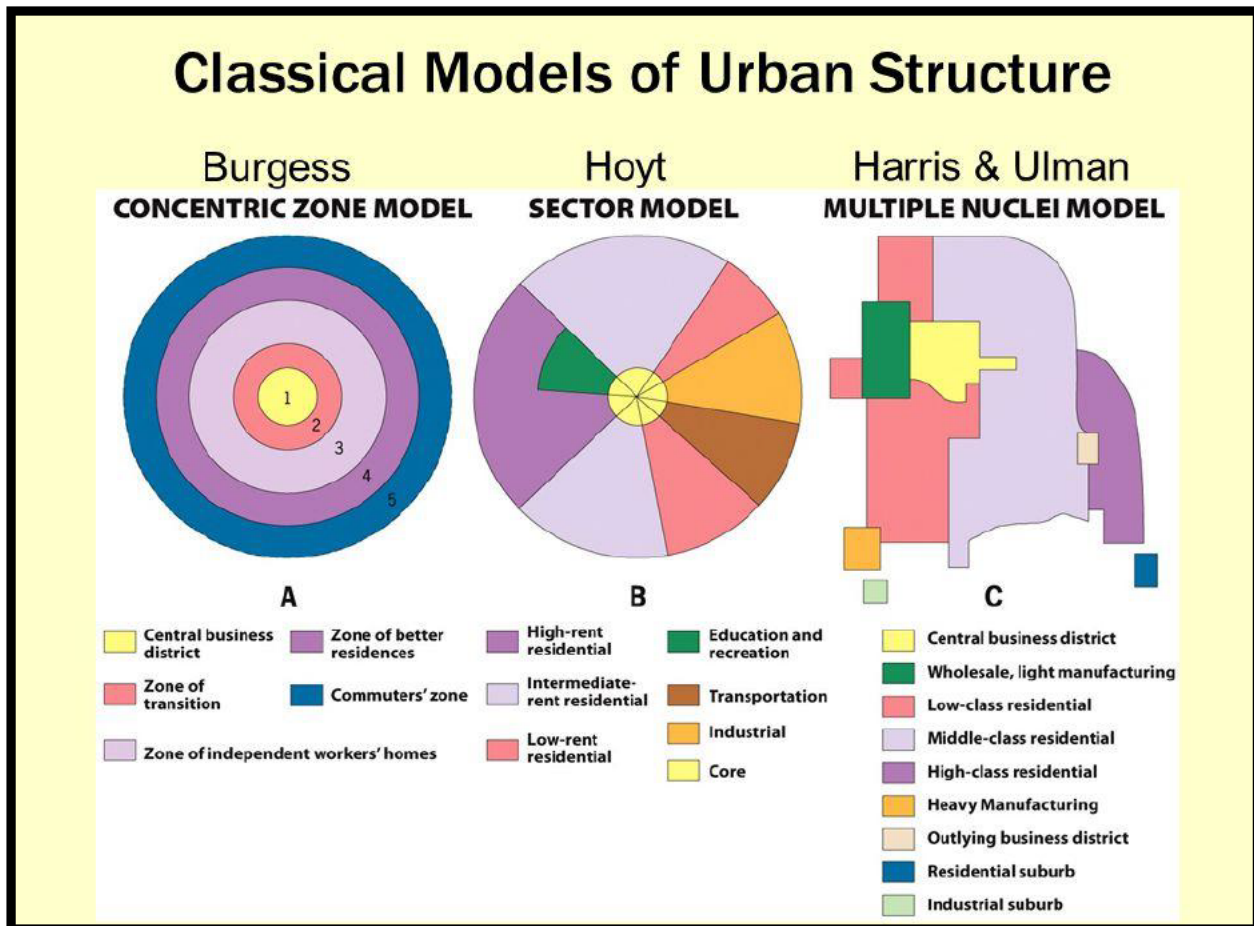 Classical Models of Urban Structure
Burgess
CONCENTRIC ZONE MODEL
1
2
3
4
5
A
Central business
district
Zone of
transition
Zone of independent workers' homes
Zone of better
residences
Commuters' zone
Hoyt
SECTOR MODEL
B
High-rent
residential
Intermediate-
rent residential
Low-rent
residential
Education and
recreation
Transportation
Industrial
Core
Harris & Ulman
MULTIPLE NUCLEI MODEL
C
Central business district
Wholesale, light manufacturing
Low-class residential
Middle-class residential
High-class residential
Heavy Manufacturing
Outlying business district
Residential suburb
Industrial suburb